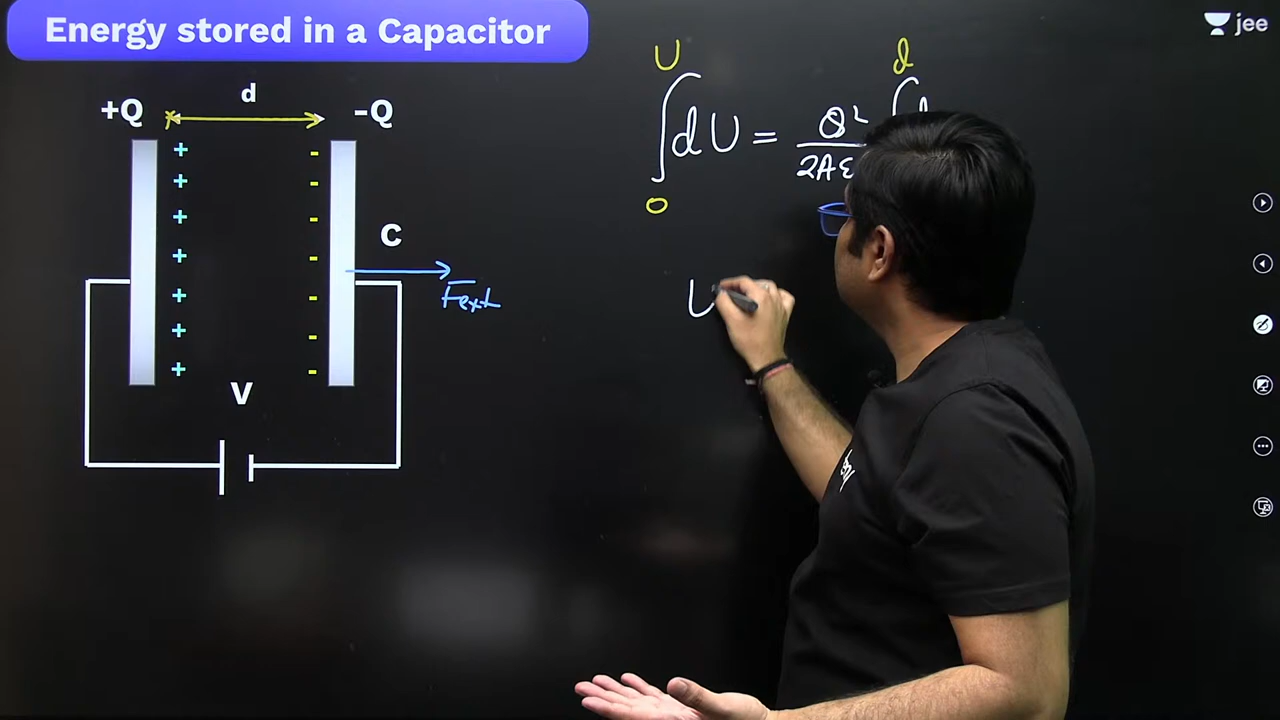 Energy stored in a Capacitor
jee
+Q
d
-Q
+ -
+ -
+ -
+ -
+ -
+ -
+ -
C
Fext
V
U d
∫dU = Q²/2Aε ∫d
0
U